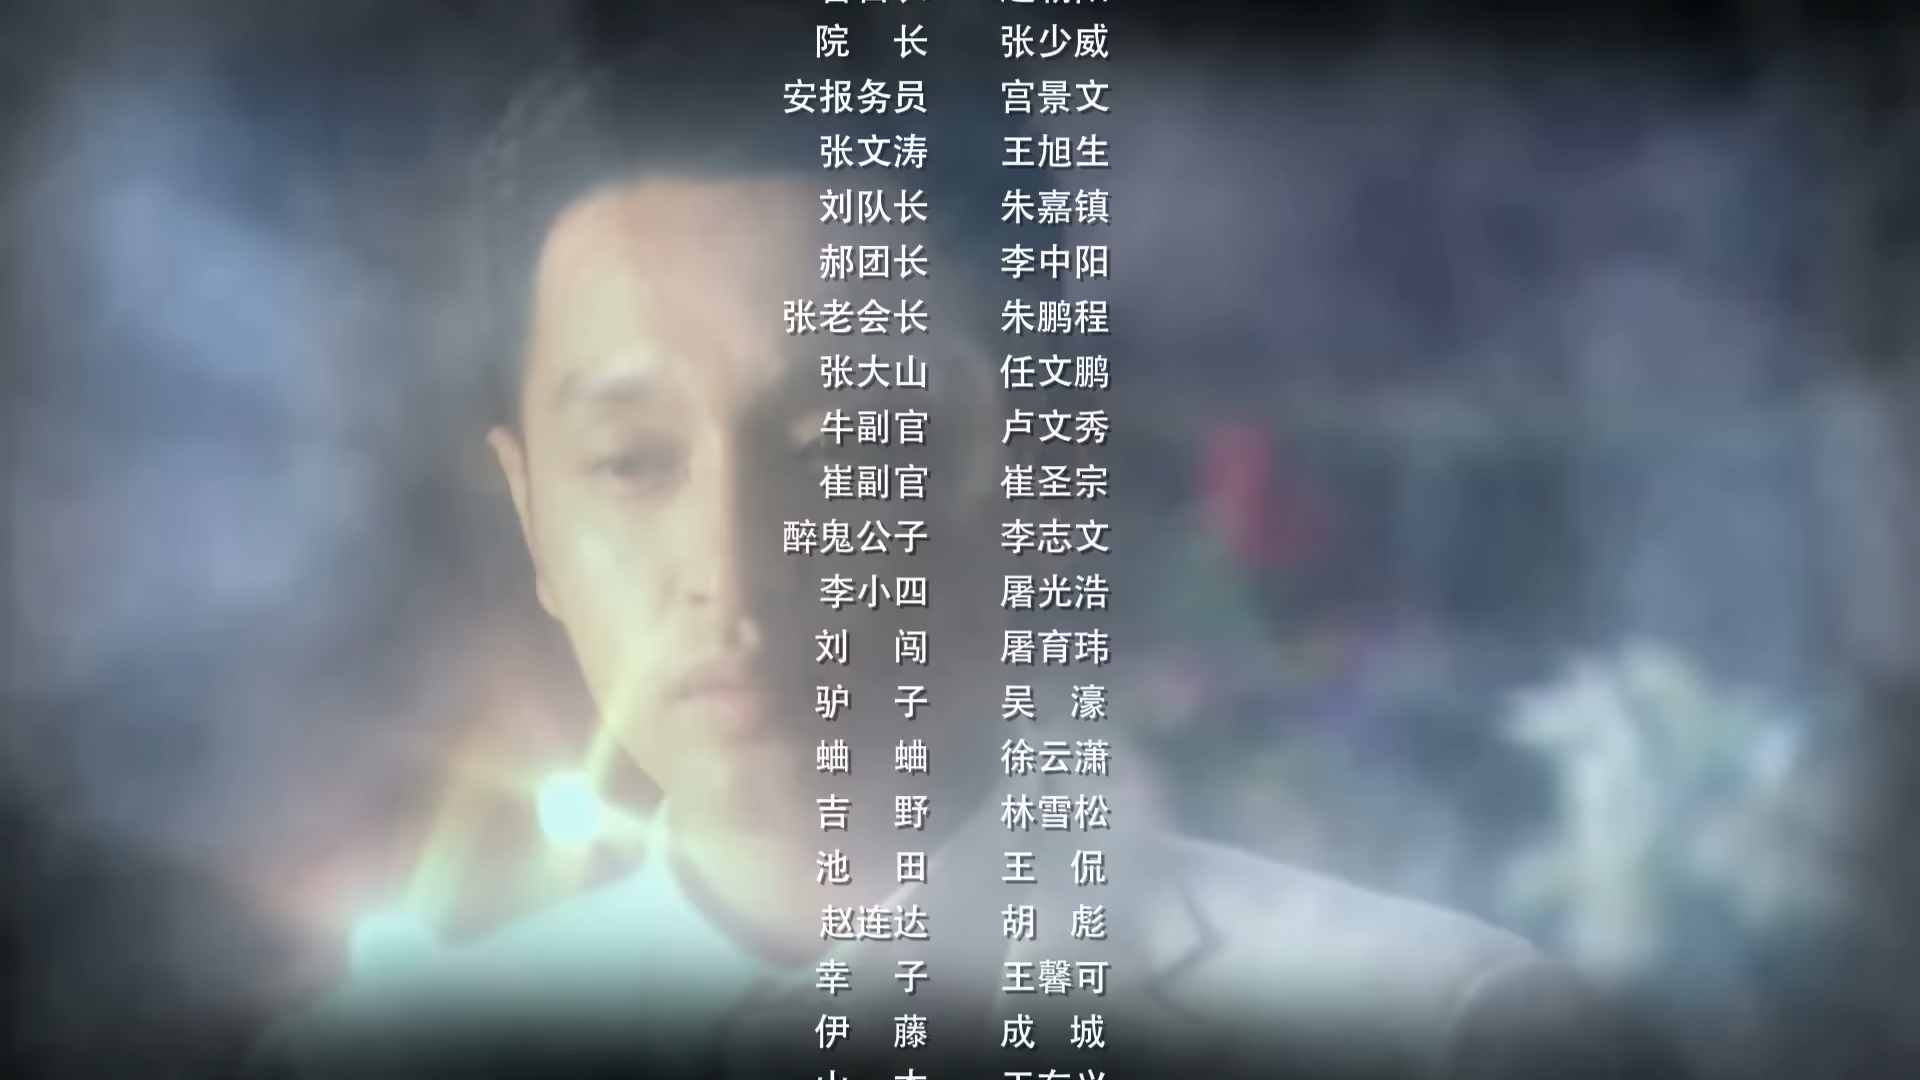 院长 张少威
安报务员 宫景文
张文涛 王旭生
刘队长 朱嘉镇
郝团长 李中阳
张老会长 朱鹏程
张大山 任文鹏
牛副官 卢文秀
崔副官 崔圣宗
醉鬼公子 李志文
李小四 屠光浩
刘闯 屠育玮
驴子 吴濠
蛐蛐 徐云潇
吉野 林雪松
池田 王侃
赵连达 胡彪
幸子 王馨可
伊藤 成城